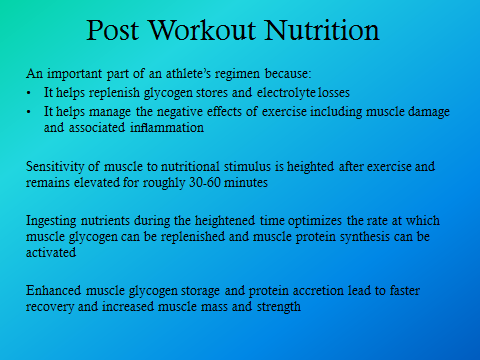 Post Workout Nutrition
An important part of an athlete's regimen because:
• It helps replenish glycogen stores and electrolyte losses
• It helps manage the negative effects of exercise including muscle damage
and associated inflammation
Sensitivity of muscle to nutritional stimulus is heighted after exercise and
remains elevated for roughly 30-60 minutes
Ingesting nutrients during the heightened time optimizes the rate at which
muscle glycogen can be replenished and muscle protein synthesis can be
activated
Enhanced muscle glycogen storage and protein accretion lead to faster
recovery and increased muscle mass and strength